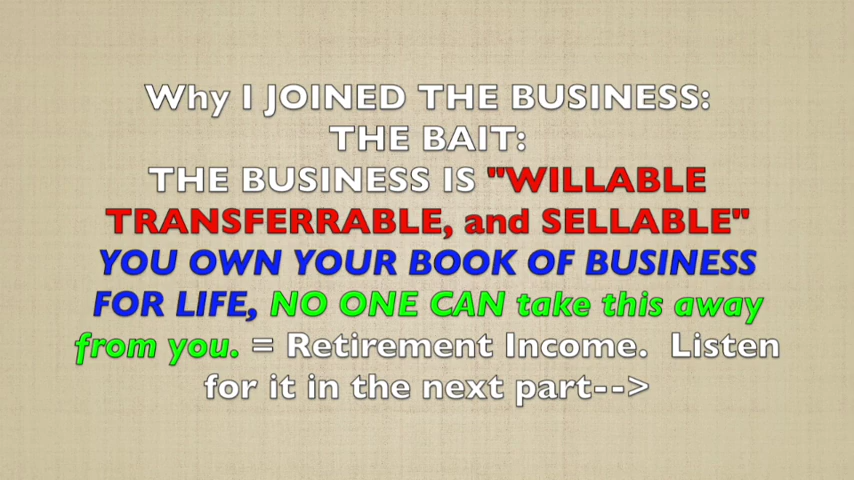 Why I JOINED THE BUSINESS:
THE BAIT:
THE BUSINESS IS "WILLABLE
TRANSFERRABLE, and SELLABLE"
YOU OWN YOUR BOOK OF BUSINESS
FOR LIFE, NO ONE CAN take this away
from you. = Retirement Income.  Listen
for it in the next part-->